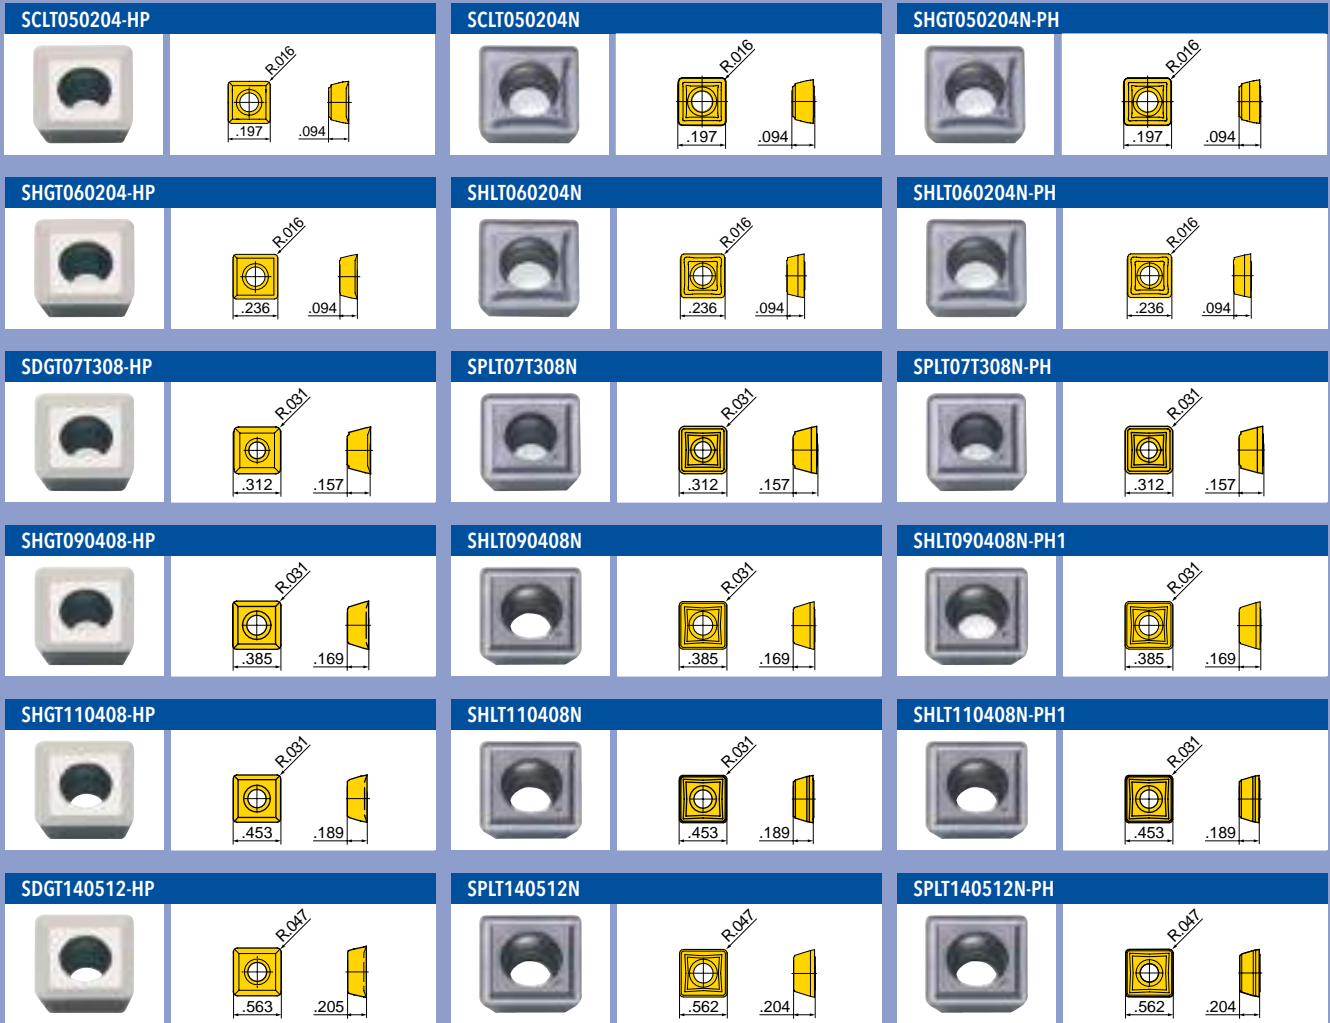 SCLT050204-HP
SCLT050204N
SHGT050204N-PH
R.016
.197
.094
R.016
.197
.094
R.016
.197
.094
SHGT060204-HP
SHLT060204N
SHLT060204N-PH
R.016
.236
.094
R.016
.236
.094
R.016
.236
.094
SDGT07T308-HP
SPLT07T308N
SPLT07T308N-PH
R.031
.312
.157
R.031
.312
.157
R.031
.312
.157
SHGT090408-HP
SHLT090408N
SHLT090408N-PH1
R.031
.385
.169
R.031
.385
.169
R.031
.385
.169
SHGT110408-HP
SHLT110408N
SHLT110408N-PH1
R.031
.453
.189
R.031
.453
.189
R.031
.453
.189
SDGT140512-HP
SPLT140512N
SPLT140512N-PH
R.047
.563
.205
R.047
.562
.204
R.047
.562
.204